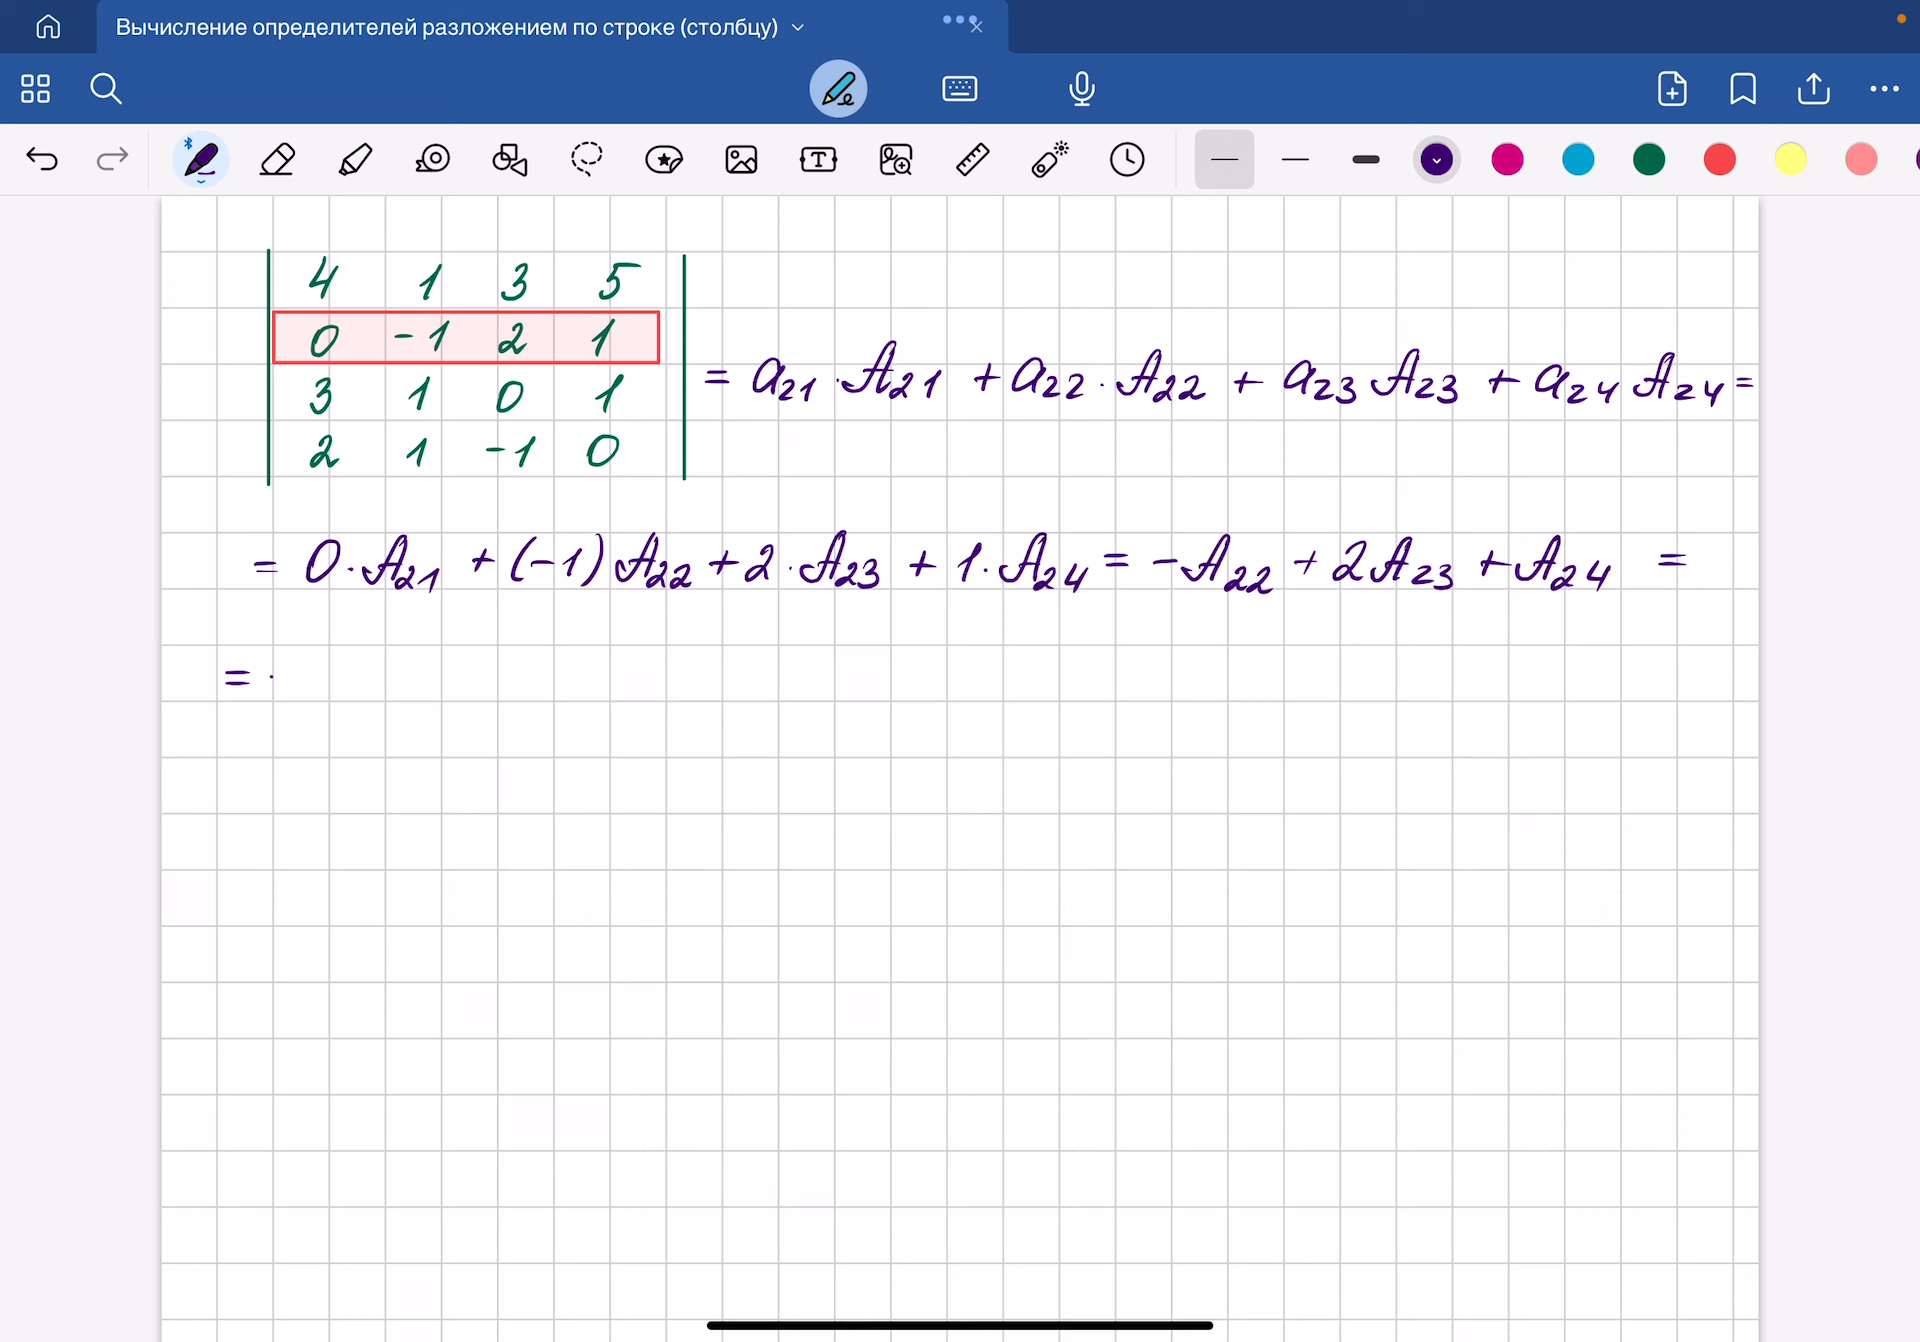 Вычисление определителей разложением по строке (столбцу)
4 1 3 5
0 -1 2 1
3 1 0 1
2 1 -1 0
= a₂₁ · A₂₁ + a₂₂ · A₂₂ + a₂₃ A₂₃ + a₂₄ A₂₄ =
= 0 · A₂₁ + (-1) A₂₂ + 2 · A₂₃ + 1 · A₂₄ = -A₂₂ + 2A₂₃ + A₂₄ =
= ·